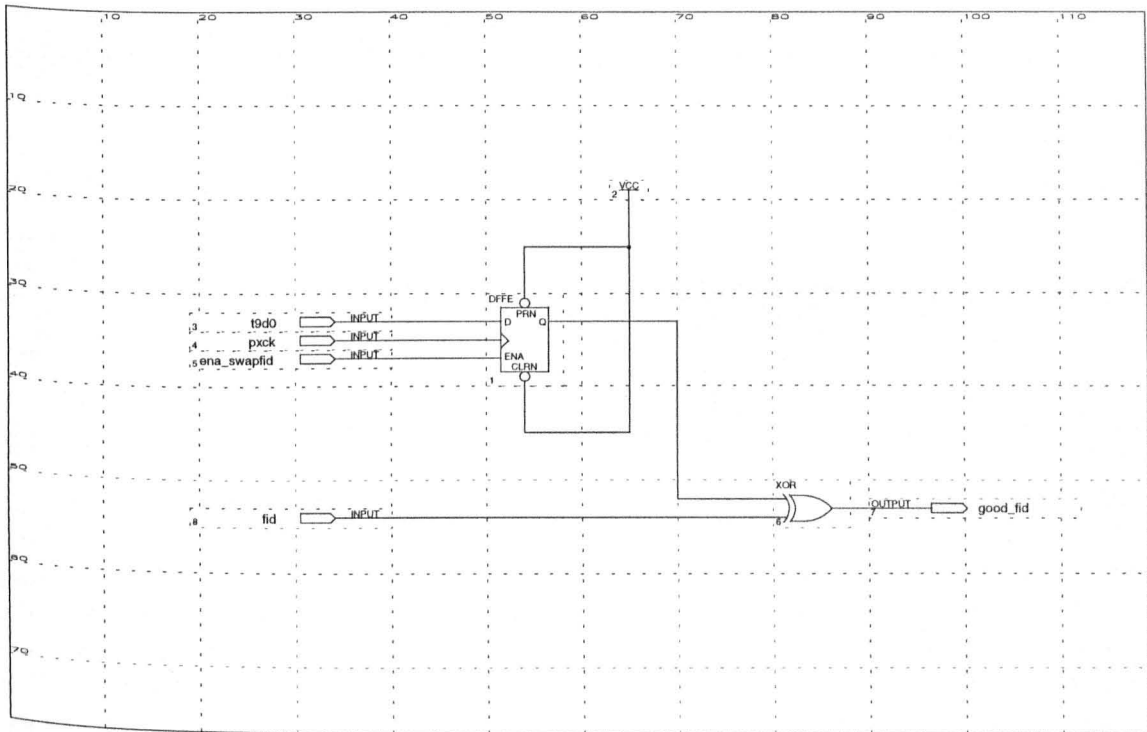 10 20 30 40 50 60 70 80 90 100 110
10
20
VCC
2
30
DFFE
PRN
3 t9d0 INPUT D Q
4 pxck INPUT
5 ena_swapfid INPUT ENA
CLRN
1
40
50
XOR
8 fid INPUT
6
OUTPUT good_fid
7
60
70